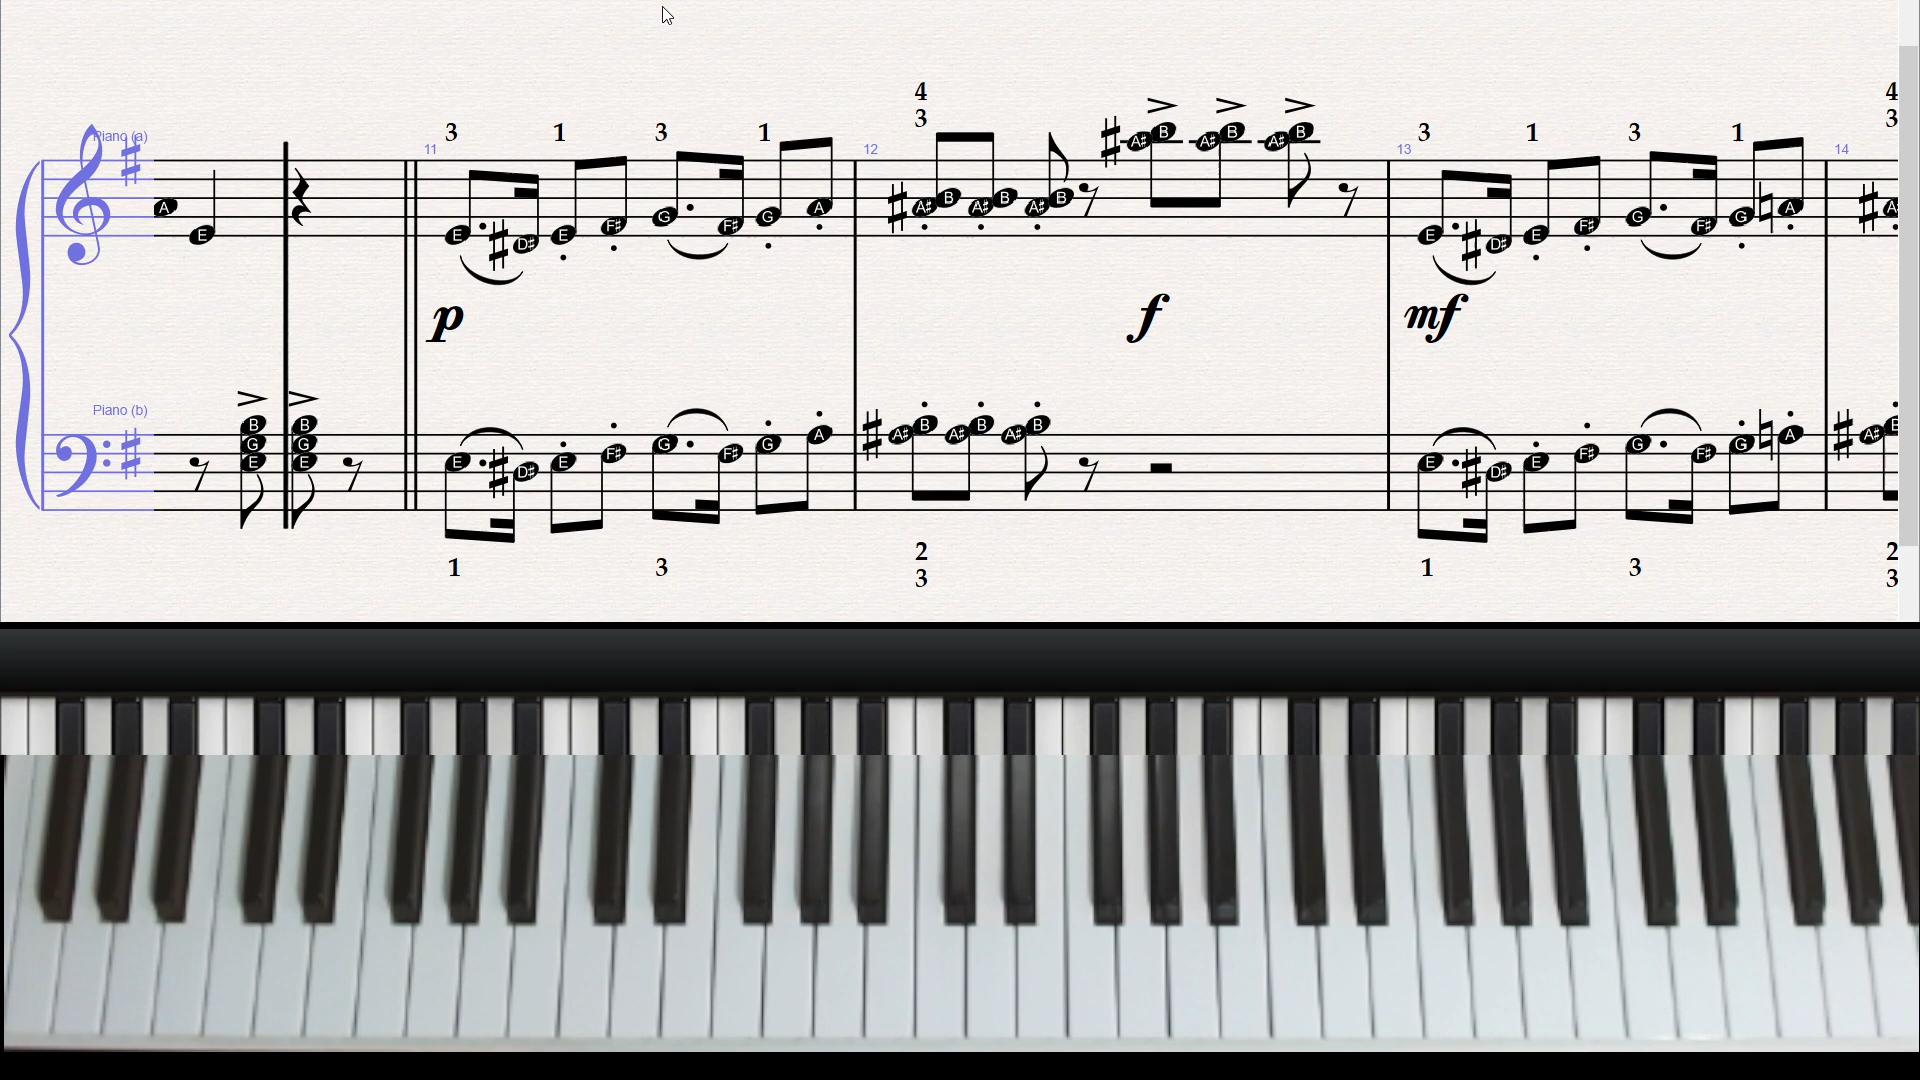 4 4
3 3
3 1 3 1 3 1 3 1
Piano (a)
11 12 13 14
A♯ B A♯ B A♯ B
A E E D♯ E F♯ G F♯ G A A♯ B A♯ B A♯ B E D♯ E F♯ G F♯ G A A♯
p f mf
Piano (b)
B B A♯ B A♯ B A♯ B A♯
G G E D♯ E F♯ G F♯ G A E D♯ E F♯ G F♯ G A
E E
2 2
1 3 3 1 3 3